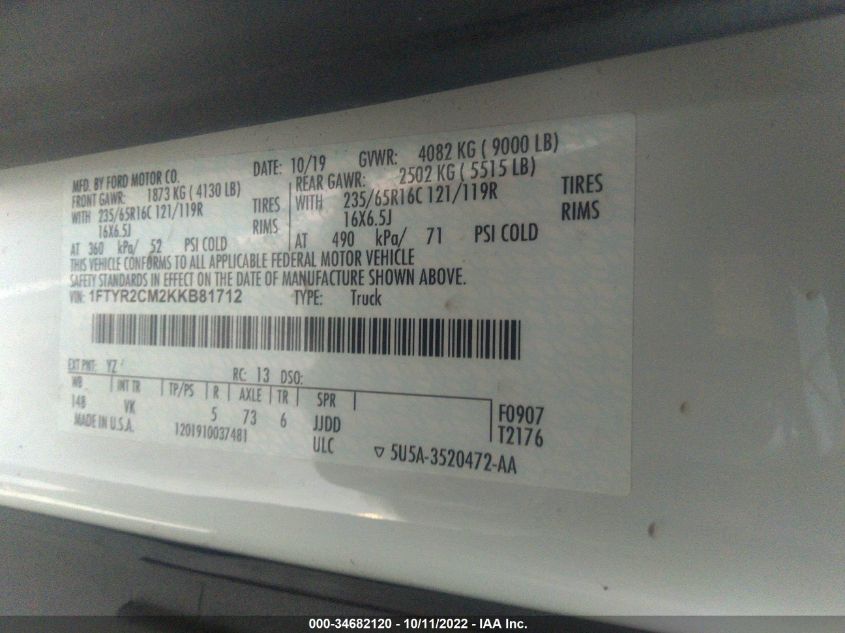 MFD. BY FORD MOTOR CO. DATE: 10/19 GVWR: 4082 KG ( 9000 LB)
FRONT GAWR: 1873 KG ( 4130 LB) REAR GAWR: 2502 KG ( 5515 LB)
WITH 235/65R16C 121/119R TIRES WITH 235/65R16C 121/119R TIRES
16X6.5J RIMS 16X6.5J RIMS
AT 360 kPa/ 52 PSI COLD AT 490 kPa/ 71 PSI COLD
THIS VEHICLE CONFORMS TO ALL APPLICABLE FEDERAL MOTOR VEHICLE
SAFETY STANDARDS IN EFFECT ON THE DATE OF MANUFACTURE SHOWN ABOVE.
VIN: 1FTYR2CM2KKB81712 TYPE: Truck
EXT PNT: YZ RC: 13 DSO:
WB INT TR TP/PS R AXLE TR SPR
148 VK 5 73 6 JJDD F0907
MADE IN U.S.A. 1201910037481 ULC T2176
▽ 5U5A-3520472-AA
000-34682120 - 10/11/2022 - IAA Inc.